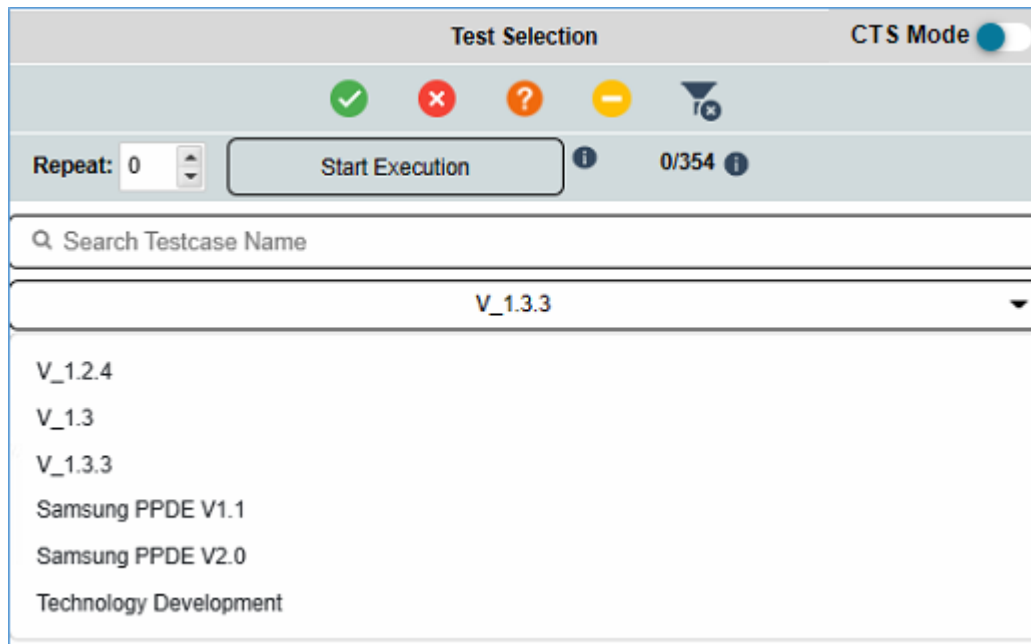 Test Selection CTS Mode
Repeat: 0 Start Execution 0/354
Search Testcase Name
V_1.3.3
V_1.2.4
V_1.3
V_1.3.3
Samsung PPDE V1.1
Samsung PPDE V2.0
Technology Development